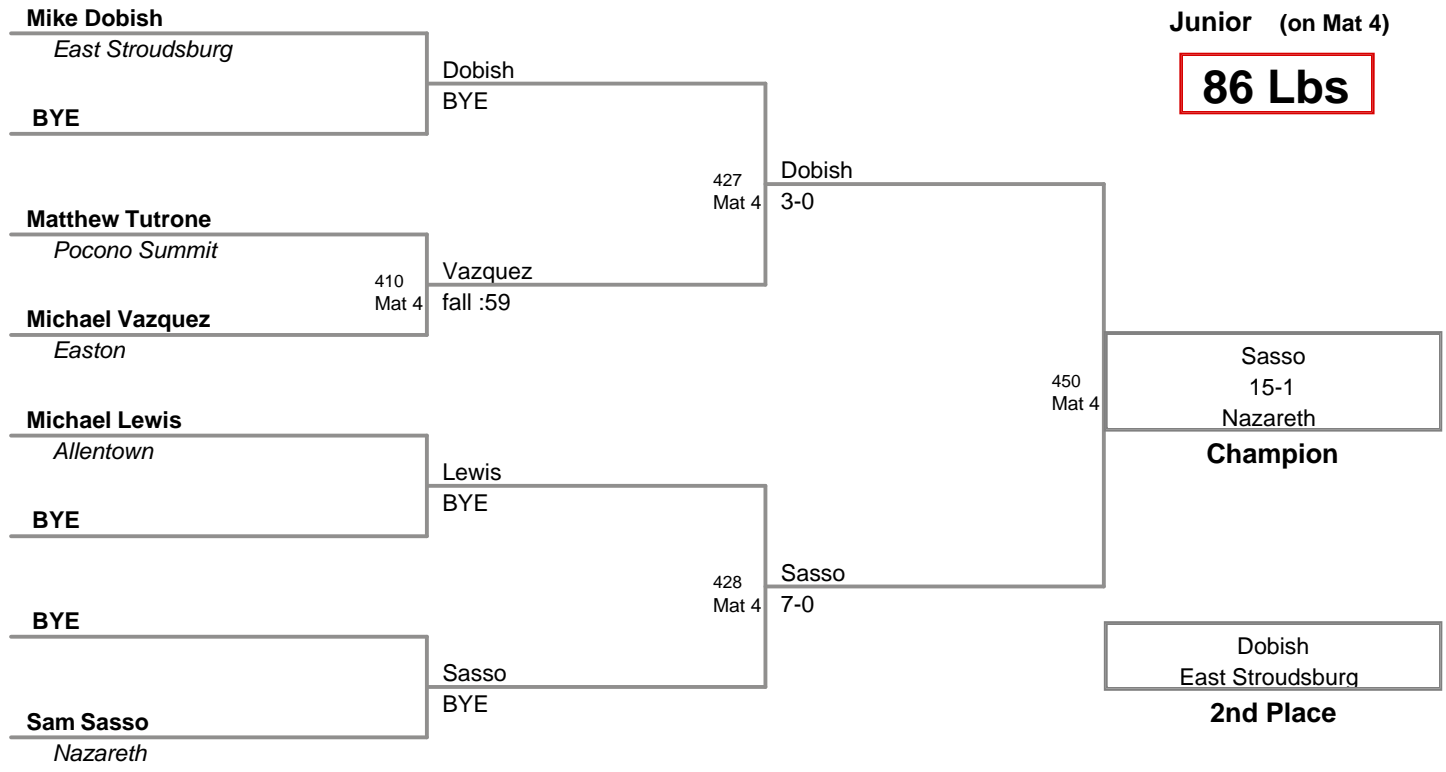 Mike Dobish
East Stroudsburg
BYE
Matthew Tutrone
Pocono Summit
Michael Vazquez
Easton
Michael Lewis
Allentown
BYE
BYE
Sam Sasso
Nazareth
Dobish
BYE
410
Mat 4
Vazquez
fall :59
Lewis
BYE
Sasso
BYE
427
Mat 4
Dobish
3-0
428
Mat 4
Sasso
7-0
Junior (on Mat 4)
86 Lbs
450
Mat 4
Sasso
15-1
Nazareth
Champion
Dobish
East Stroudsburg
2nd Place